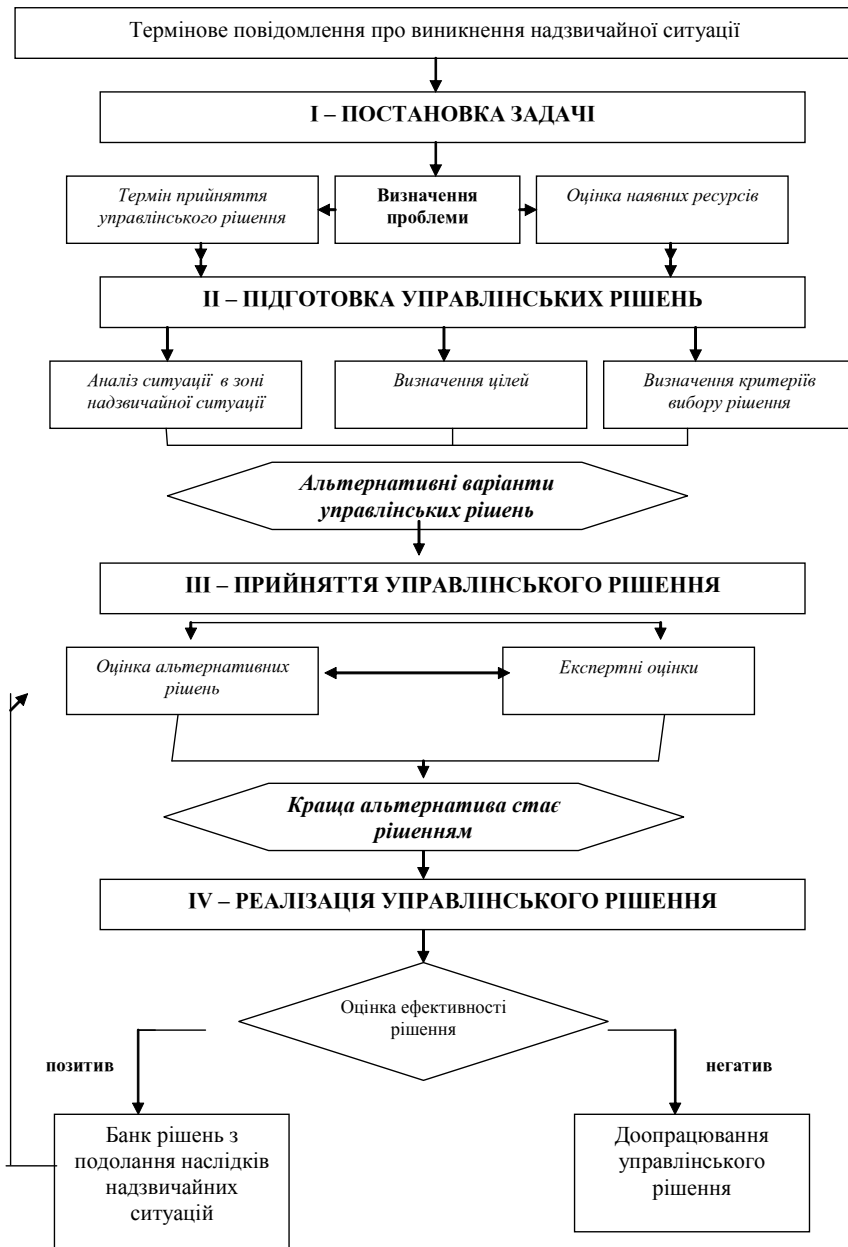 Термінове повідомлення про виникнення надзвичайної ситуації
I – ПОСТАНОВКА ЗАДАЧІ
Термін прийняття
управлінського рішення
Визначення
проблеми
Оцінка наявних ресурсів
II – ПІДГОТОВКА УПРАВЛІНСЬКИХ РІШЕНЬ
Аналіз ситуації в зоні
надзвичайної ситуації
Визначення цілей
Визначення критеріїв
вибору рішення
Альтернативні варіанти
управлінських рішень
III – ПРИЙНЯТТЯ УПРАВЛІНСЬКОГО РІШЕННЯ
Оцінка альтернативних
рішень
Експертні оцінки
Краща альтернатива стає
рішенням
IV – РЕАЛІЗАЦІЯ УПРАВЛІНСЬКОГО РІШЕННЯ
Оцінка ефективності
рішення
позитив
негатив
Банк рішень з
подолання наслідків
надзвичайних
ситуацій
Доопрацювання
управлінського
рішення